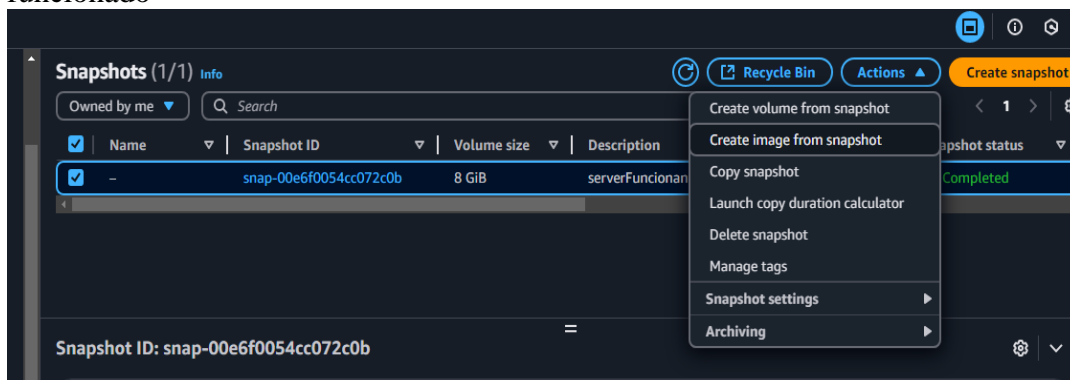 Snapshots (1/1) Info
Recycle Bin
Actions
Create snapshot
Owned by me
Search
1
Name
Snapshot ID
Volume size
Description
status
–
snap-00e6f0054cc072c0b
8 GiB
Completed
Create volume from snapshot
Create image from snapshot
Copy snapshot
Launch copy duration calculator
Delete snapshot
Manage tags
Snapshot settings
Archiving
Snapshot ID: snap-00e6f0054cc072c0b